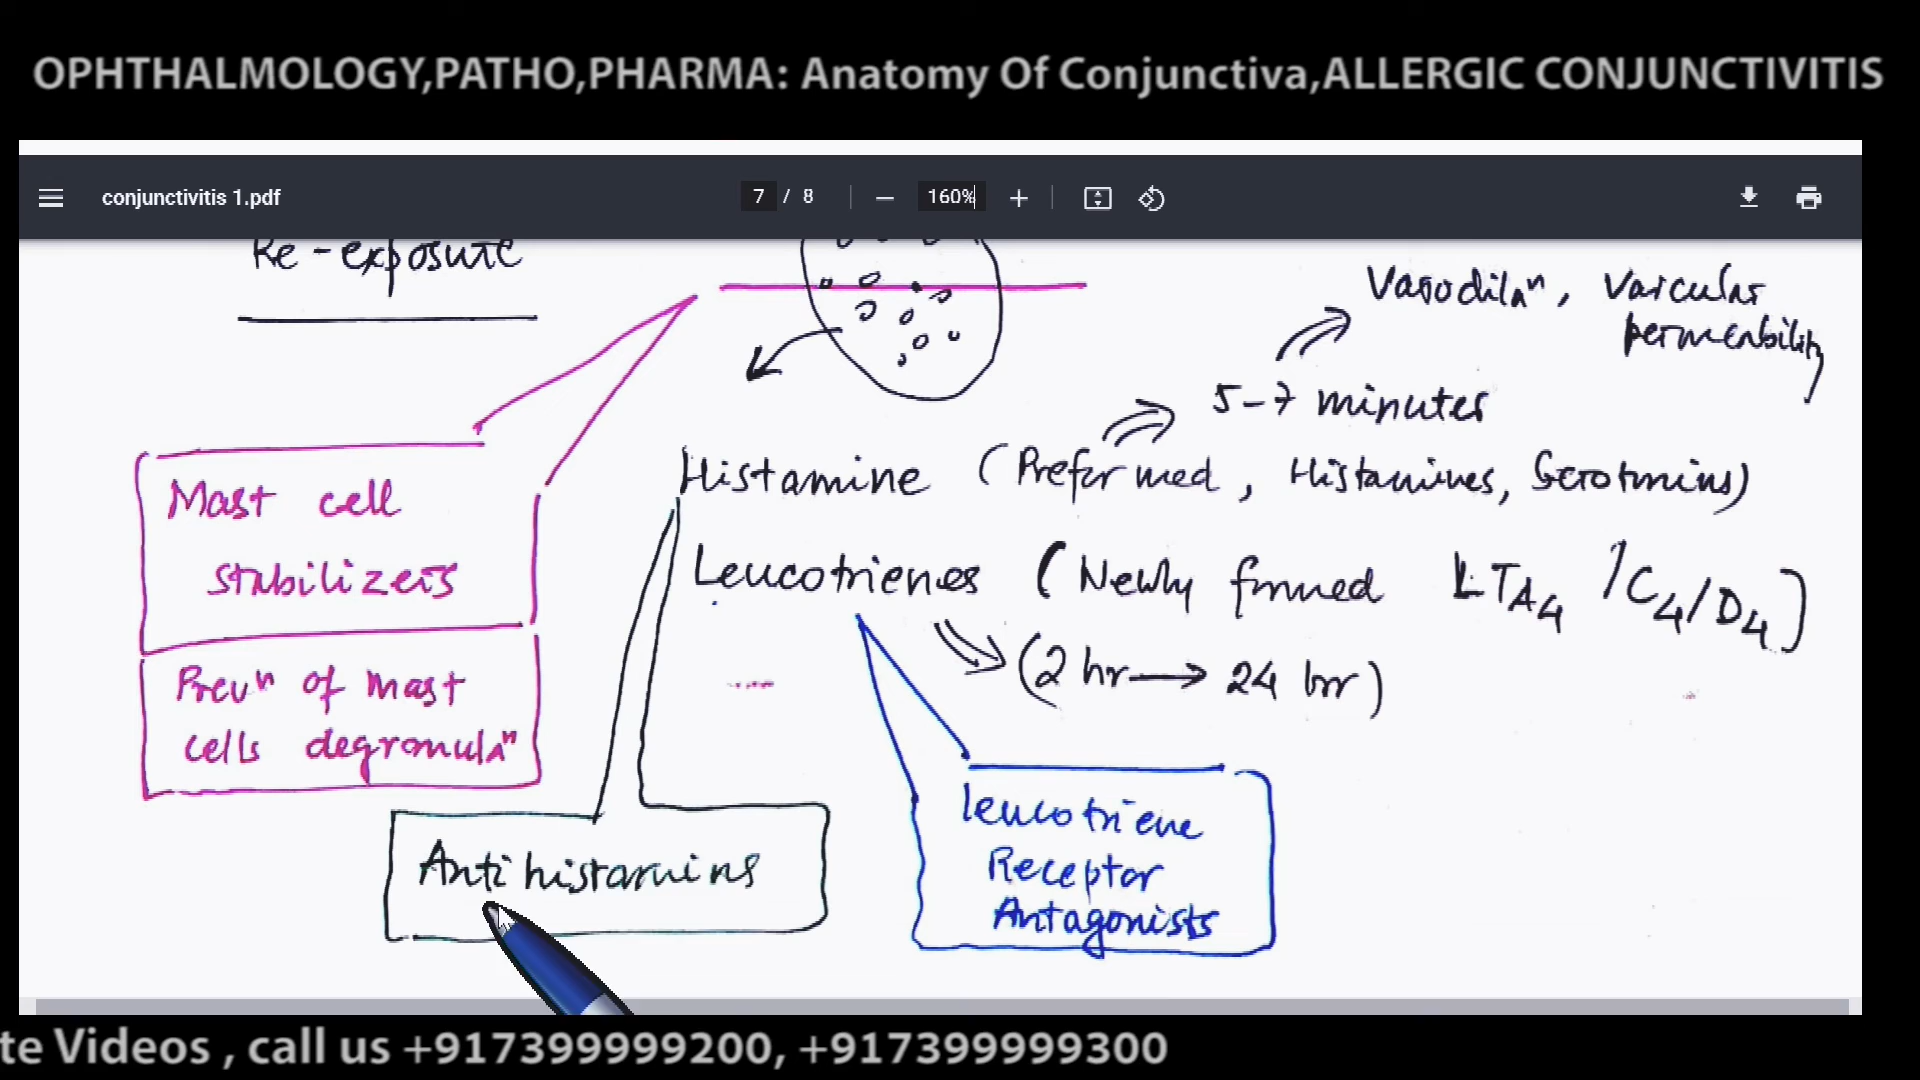 OPHTHALMOLOGY,PATHO,PHARMA: Anatomy Of Conjunctiva,ALLERGIC CONJUNCTIVITIS
conjunctivitis 1.pdf
7 / 8
160%
Re-exposure
Vasodilaⁿ, Vascular
permeability
5-7 minutes
Histamine (Preformed, Histamines, Serotonins)
Leucotrienes (Newly formed LTA4 /C4/D4)
(2 hr → 24 hr)
Mast cell
stabilizers
Prevⁿ of mast
cells degranulaⁿ
Antihistamins
leucotriene
Receptor
Antagonists
te Videos , call us +917399999200, +917399999300